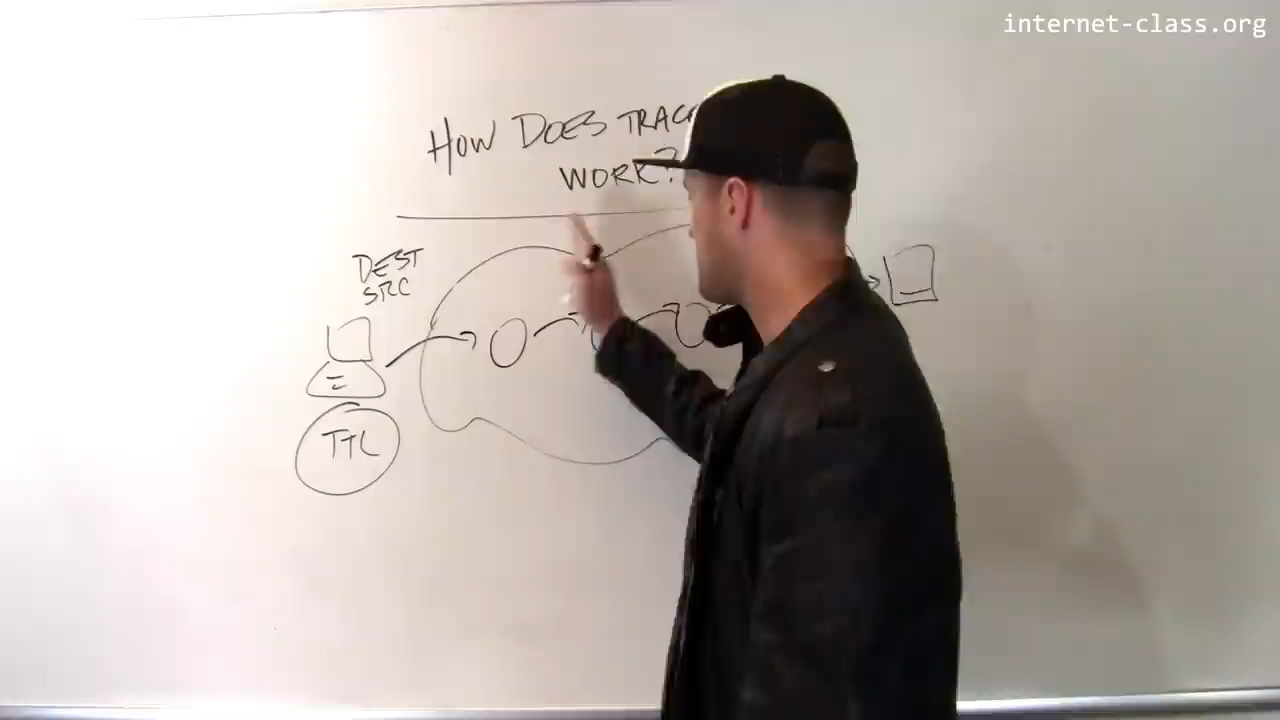 internet-class.org
HOW DOES TRAC
WORK?
DEST
SRC
TTL